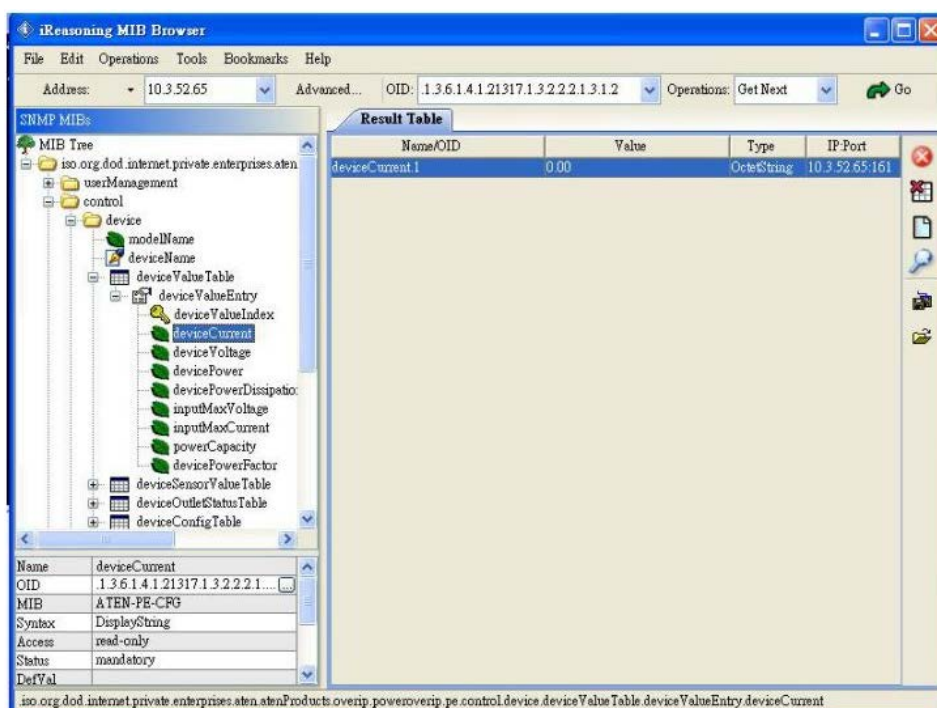 iReasoning MIB Browser
File Edit Operations Tools Bookmarks Help
Address: 10.3.52.65 Advanced... OID: .1.3.6.1.4.1.21317.1.3.2.2.2.1.3.1.2 Operations: Get Next Go
SNMP MIBs
MIB Tree
iso.org.dod.internet.private.enterprises.aten
userManagement
control
device
modelName
deviceName
deviceValueTable
deviceValueEntry
deviceValueIndex
deviceCurrent
deviceVoltage
devicePower
devicePowerDissipation
inputMaxVoltage
inputMaxCurrent
powerCapacity
devicePowerFactor
deviceSensorValueTable
deviceOutletStatusTable
deviceConfigTable
Name deviceCurrent
OID .1.3.6.1.4.1.21317.1.3.2.2.2.1....
MIB ATEN-PE-CFG
Syntax DisplayString
Access read-only
Status mandatory
DefVal
Result Table
Name/OID Value Type IP:Port
deviceCurrent.1 0.00 OctetString 10.3.52.65:161
.iso.org.dod.internet.private.enterprises.aten.atenProducts.overip.poweroverip.pe.control.device.deviceValueTable.deviceValueEntry.deviceCurrent